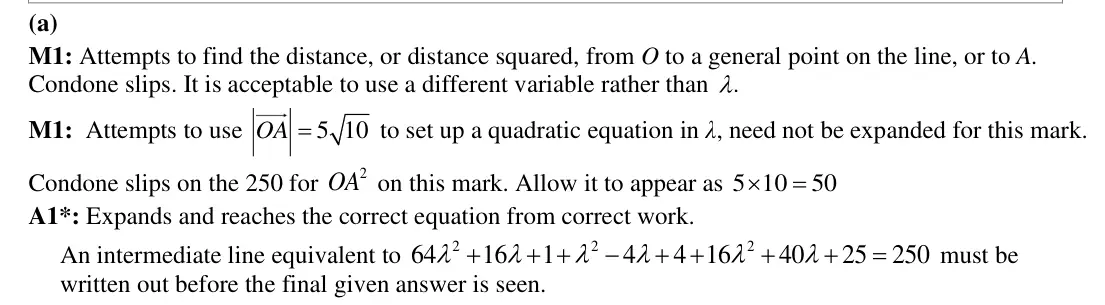 (a)
M1: Attempts to find the distance, or distance squared, from O to a general point on the line, or to A.
Condone slips. It is acceptable to use a different variable rather than λ.
M1: Attempts to use |\overrightarrow{OA}| = 5√10 to set up a quadratic equation in λ, need not be expanded for this mark.
Condone slips on the 250 for OA² on this mark. Allow it to appear as 5×10 = 50
A1*: Expands and reaches the correct equation from correct work.
An intermediate line equivalent to 64λ² +16λ +1+ λ² − 4λ + 4 +16λ² + 40λ + 25 = 250 must be
written out before the final given answer is seen.